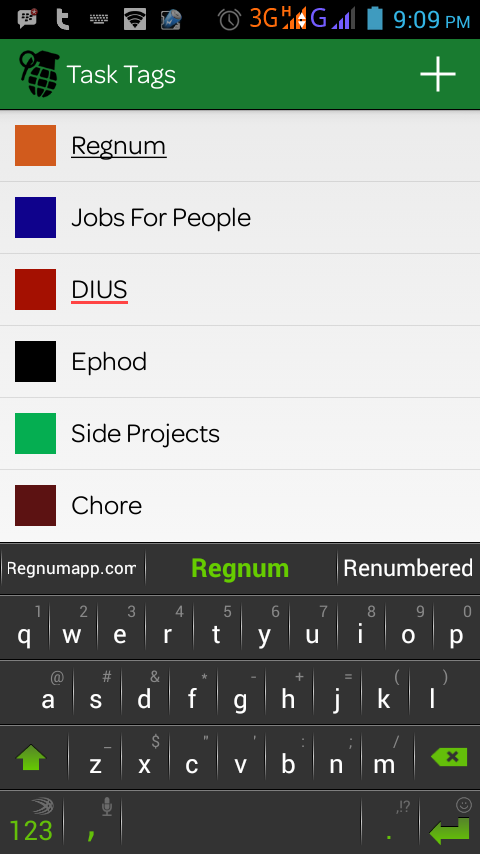 3G H G 9:09 PM
Task Tags
Regnum
Jobs For People
DIUS
Ephod
Side Projects
Chore
Regnumapp.com Regnum Renumbered
1 2 3 4 5 6 7 8 9 0
q w e r t y u i o p
@ # & * - + = ( )
a s d f g h j k l
_ $ " ' : ; /
z x c v b n m
,!?
123 , .